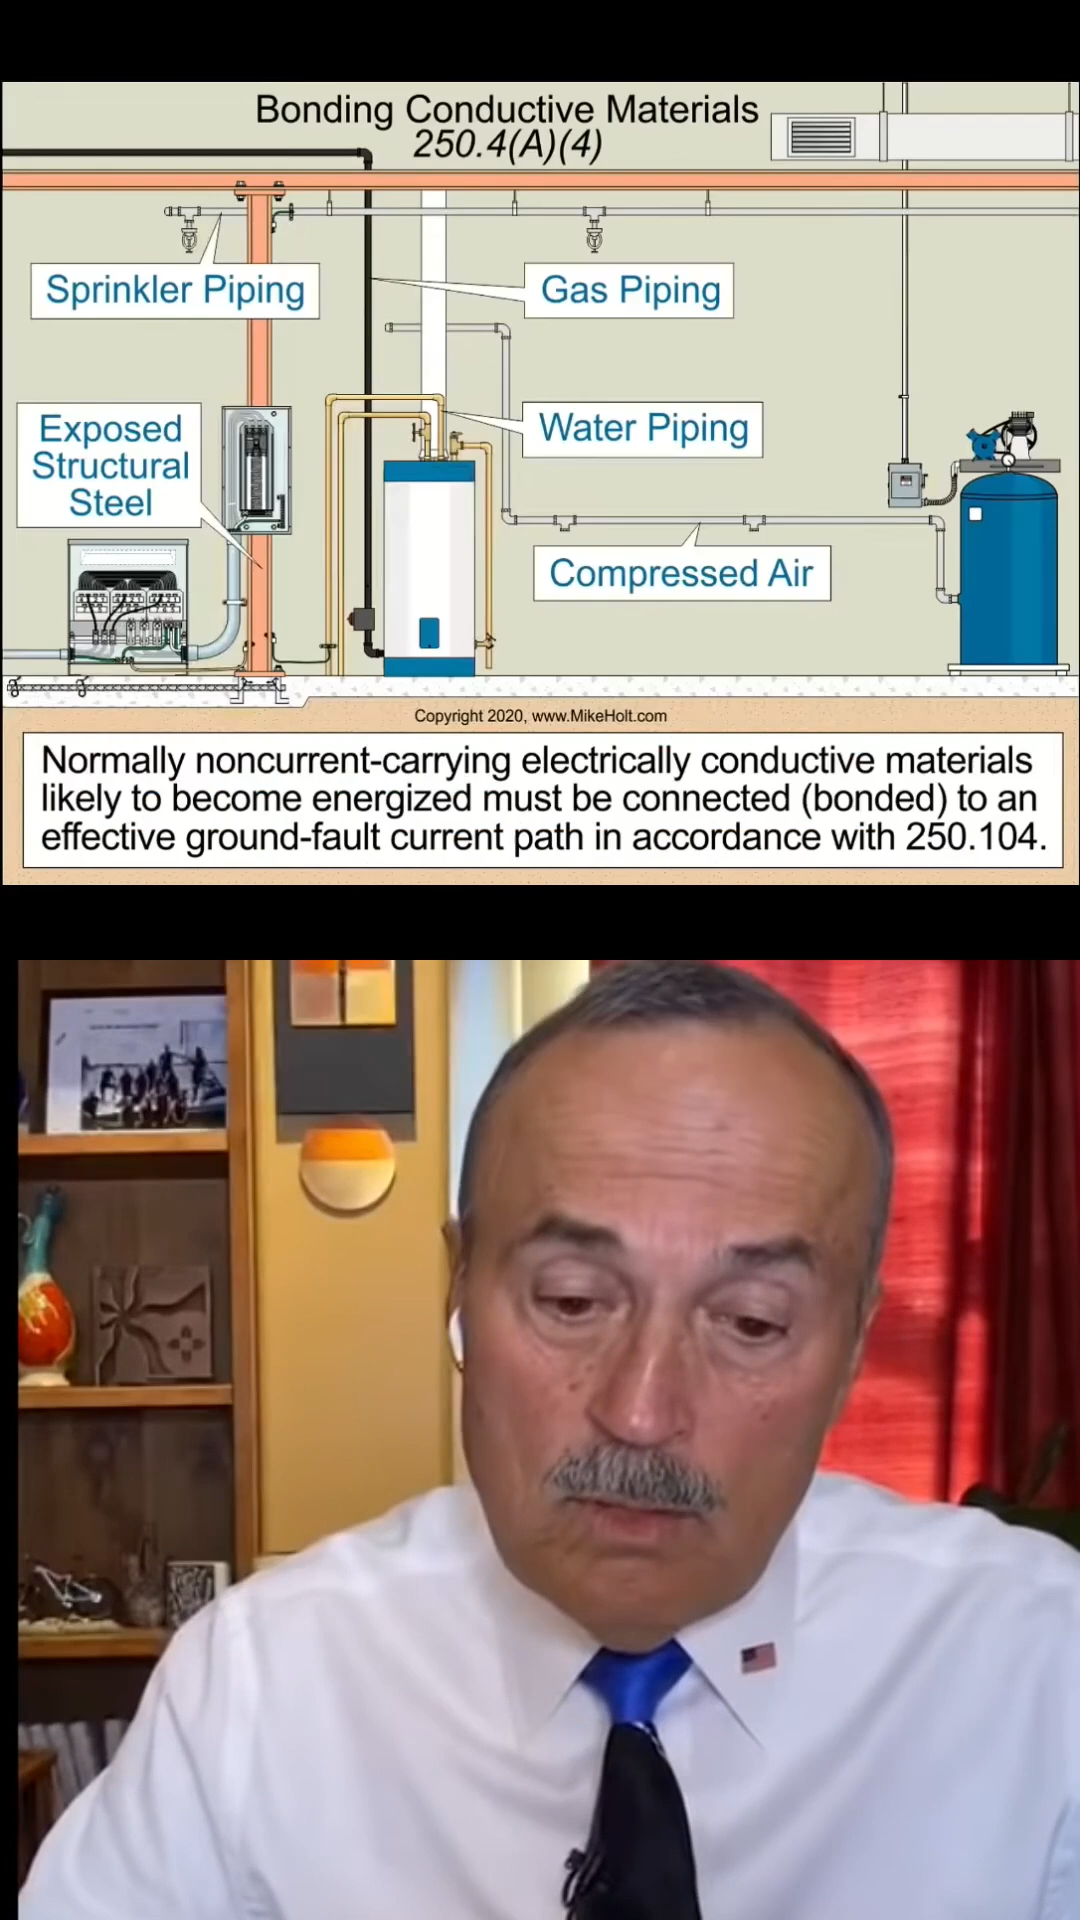 Bonding Conductive Materials
250.4(A)(4)
Sprinkler Piping
Gas Piping
Exposed
Structural
Steel
Water Piping
Compressed Air
Copyright 2020, www.MikeHolt.com
Normally noncurrent-carrying electrically conductive materials
likely to become energized must be connected (bonded) to an
effective ground-fault current path in accordance with 250.104.